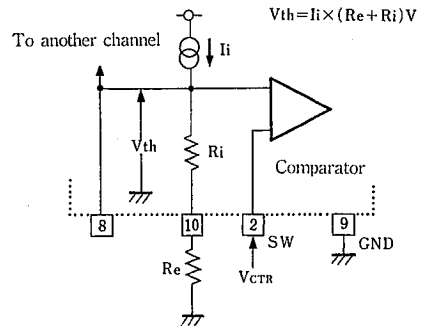 Vth=Ii×(Re+Ri)V
To another channel
Ii
Vth
Ri
Comparator
8
10
2
9
SW
GND
Re
VCTR